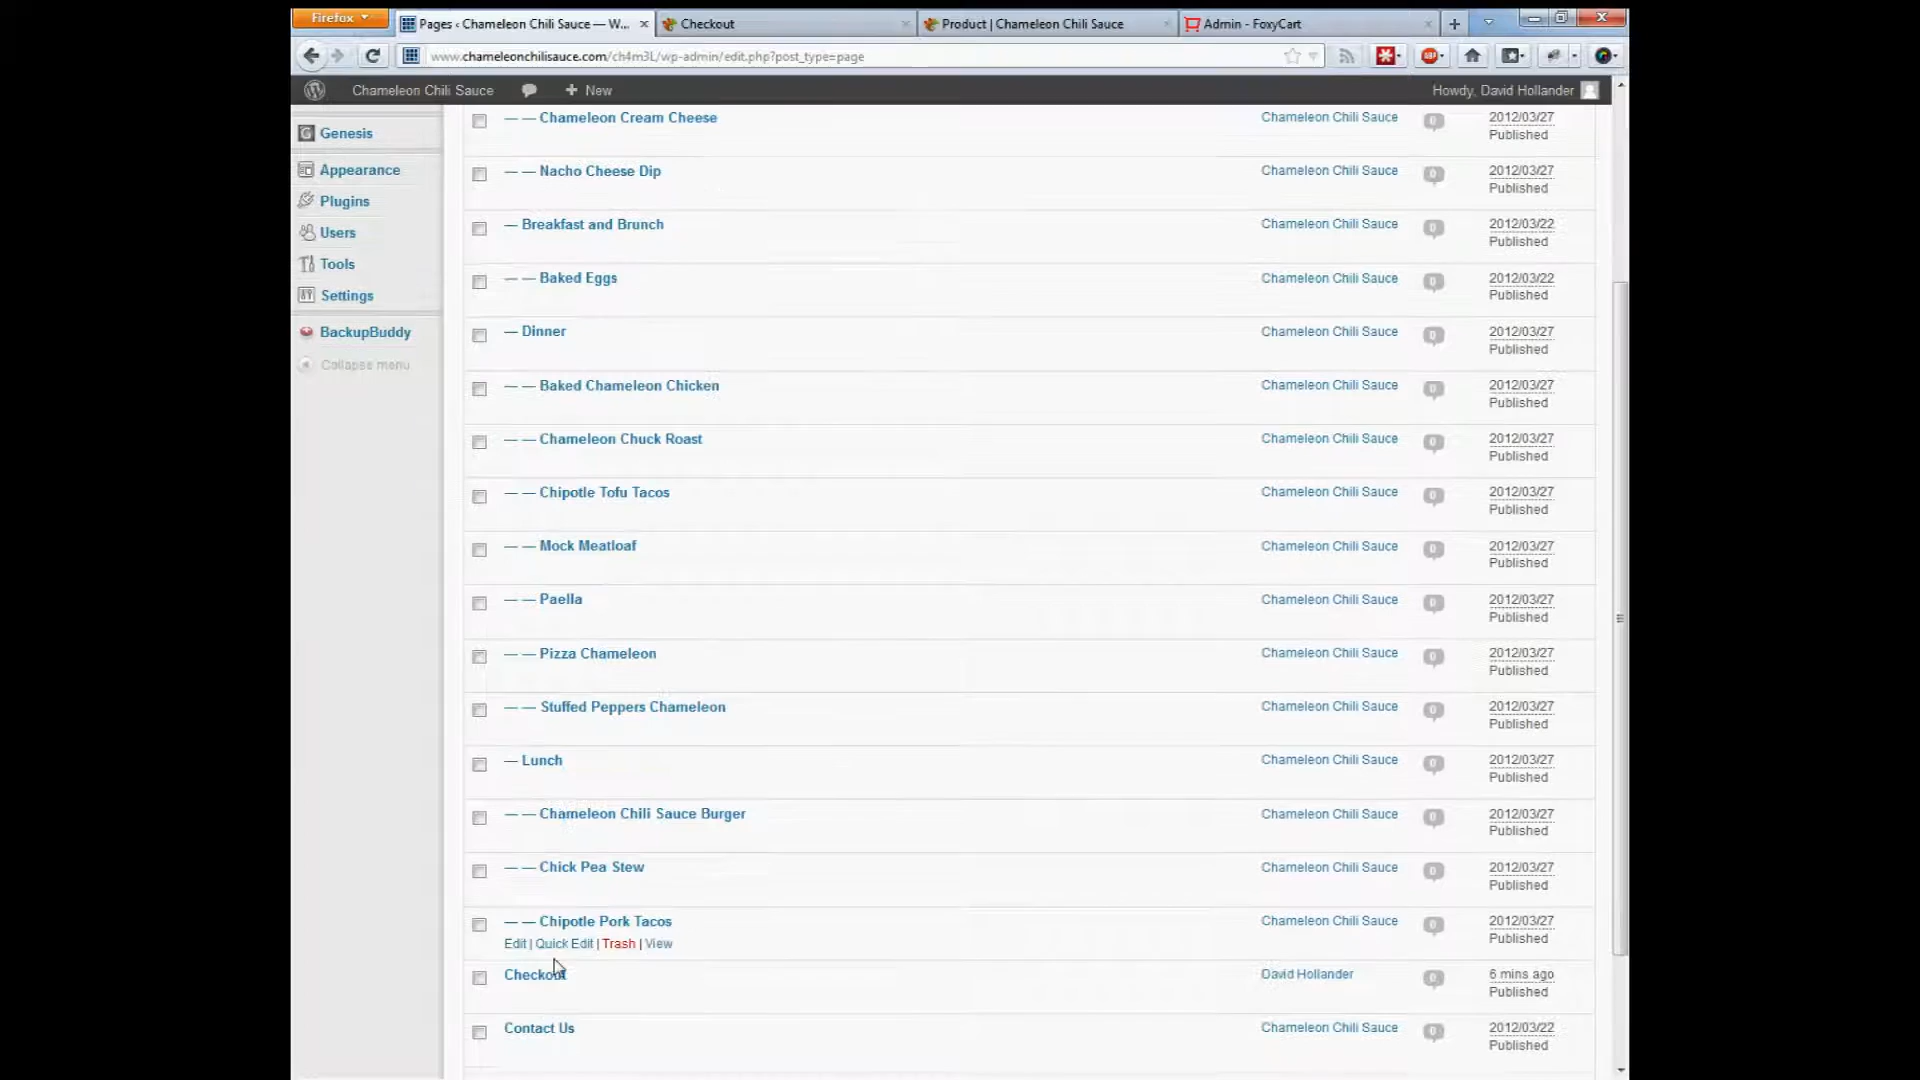 Firefox
Pages ‹ Chameleon Chili Sauce — W...
Checkout
Product | Chameleon Chili Sauce
Admin - FoxyCart
www.chameleonchilisauce.com/ch4m3L/wp-admin/edit.php?post_type=page
Chameleon Chili Sauce
New
Howdy, David Hollander
Genesis
Appearance
Plugins
Users
Tools
Settings
BackupBuddy
Collapse menu
— — Chameleon Cream Cheese Chameleon Chili Sauce 0 2012/03/27
Published
— — Nacho Cheese Dip Chameleon Chili Sauce 0 2012/03/27
Published
— Breakfast and Brunch Chameleon Chili Sauce 0 2012/03/22
Published
— — Baked Eggs Chameleon Chili Sauce 0 2012/03/22
Published
— Dinner Chameleon Chili Sauce 0 2012/03/27
Published
— — Baked Chameleon Chicken Chameleon Chili Sauce 0 2012/03/27
Published
— — Chameleon Chuck Roast Chameleon Chili Sauce 0 2012/03/27
Published
— — Chipotle Tofu Tacos Chameleon Chili Sauce 0 2012/03/27
Published
— — Mock Meatloaf Chameleon Chili Sauce 0 2012/03/27
Published
— — Paella Chameleon Chili Sauce 0 2012/03/27
Published
— — Pizza Chameleon Chameleon Chili Sauce 0 2012/03/27
Published
— — Stuffed Peppers Chameleon Chameleon Chili Sauce 0 2012/03/27
Published
— Lunch Chameleon Chili Sauce 0 2012/03/27
Published
— — Chameleon Chili Sauce Burger Chameleon Chili Sauce 0 2012/03/27
Published
— — Chick Pea Stew Chameleon Chili Sauce 0 2012/03/27
Published
— — Chipotle Pork Tacos Chameleon Chili Sauce 0 2012/03/27
Edit | Quick Edit | Trash | View Published
Checkout David Hollander 0 6 mins ago
Published
Contact Us Chameleon Chili Sauce 0 2012/03/22
Published